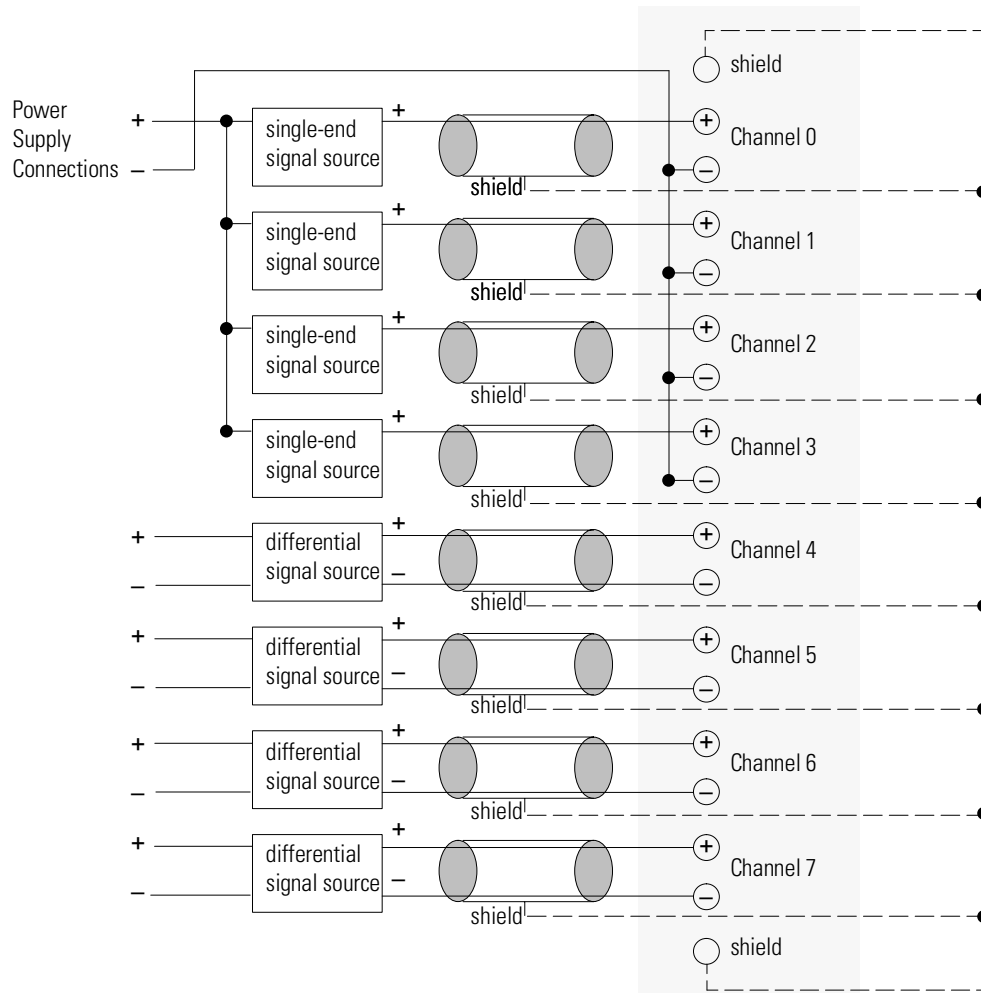 shield
Power
Supply
Connections
+
–
single-end
signal source
+
shield
+
–
Channel 0
single-end
signal source
+
shield
+
–
Channel 1
single-end
signal source
+
shield
+
–
Channel 2
single-end
signal source
+
shield
+
–
Channel 3
+
–
differential
signal source
+
–
shield
+
–
Channel 4
+
–
differential
signal source
+
–
shield
+
–
Channel 5
+
–
differential
signal source
+
–
shield
+
–
Channel 6
+
–
differential
signal source
+
–
shield
+
–
Channel 7
shield